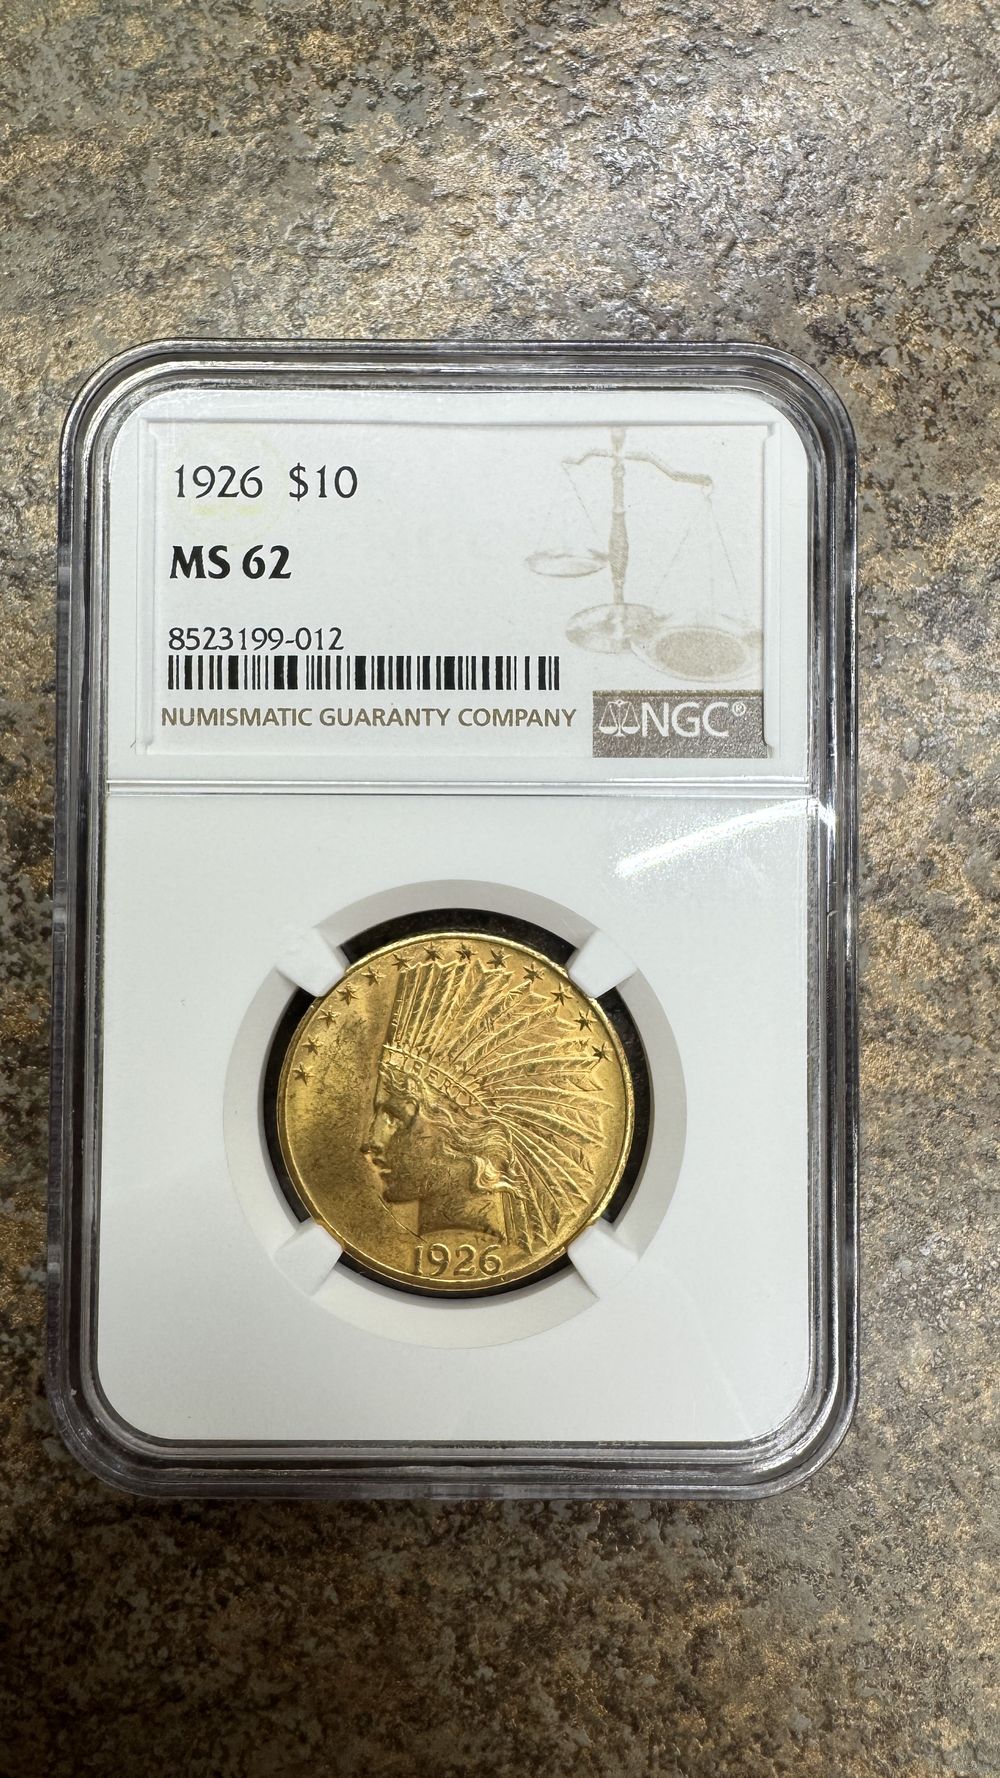 1926 $10
MS 62
8523199-012
NUMISMATIC GUARANTY COMPANY
NGC®
LIBERTY
1926